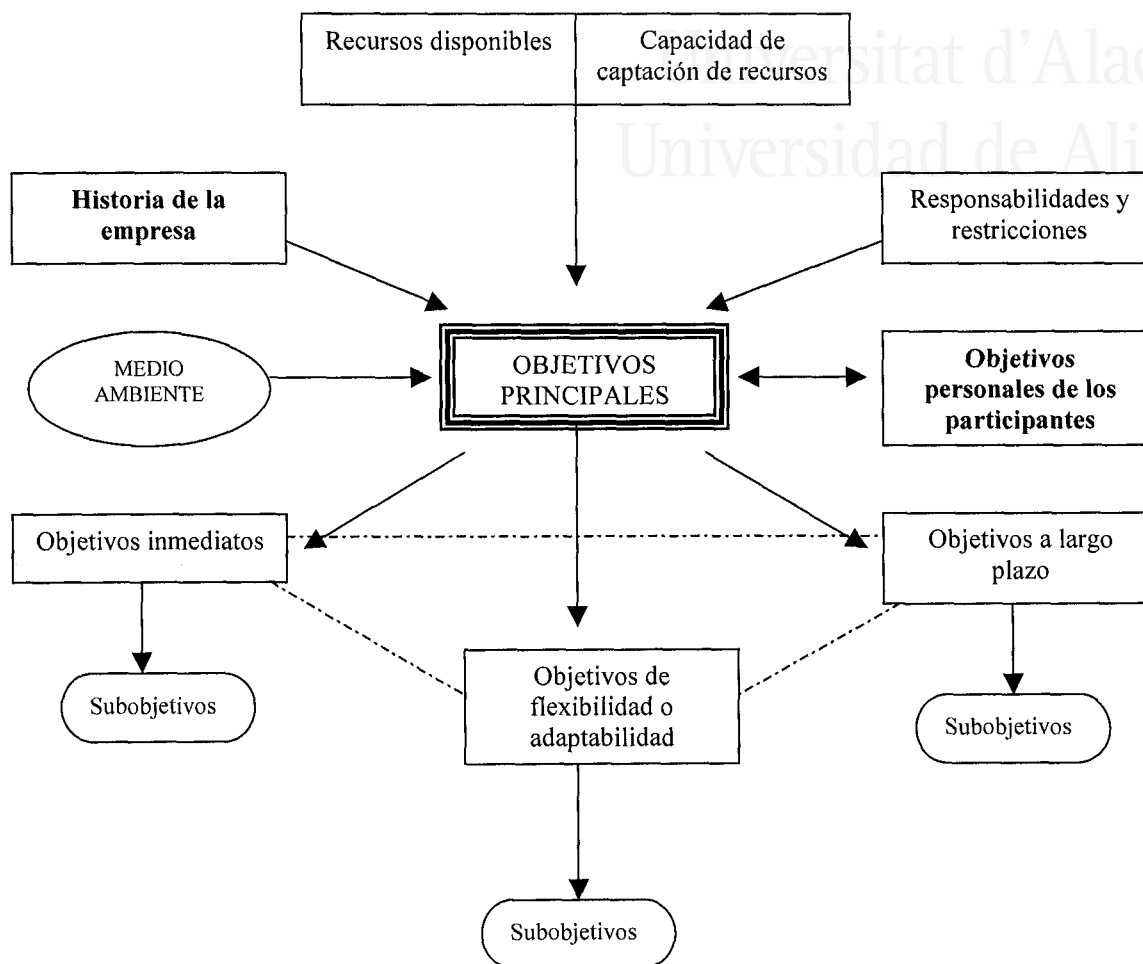 Recursos disponibles
Capacidad de
captación de recursos
Universitat d'Alac
Universidad de Ali
Historia de la
empresa
Responsabilidades y
restricciones
MEDIO
AMBIENTE
OBJETIVOS
PRINCIPALES
Objetivos
personales de los
participantes
Objetivos inmediatos
Objetivos a largo
plazo
Subobjetivos
Objetivos de
flexibilidad o
adaptabilidad
Subobjetivos
Subobjetivos